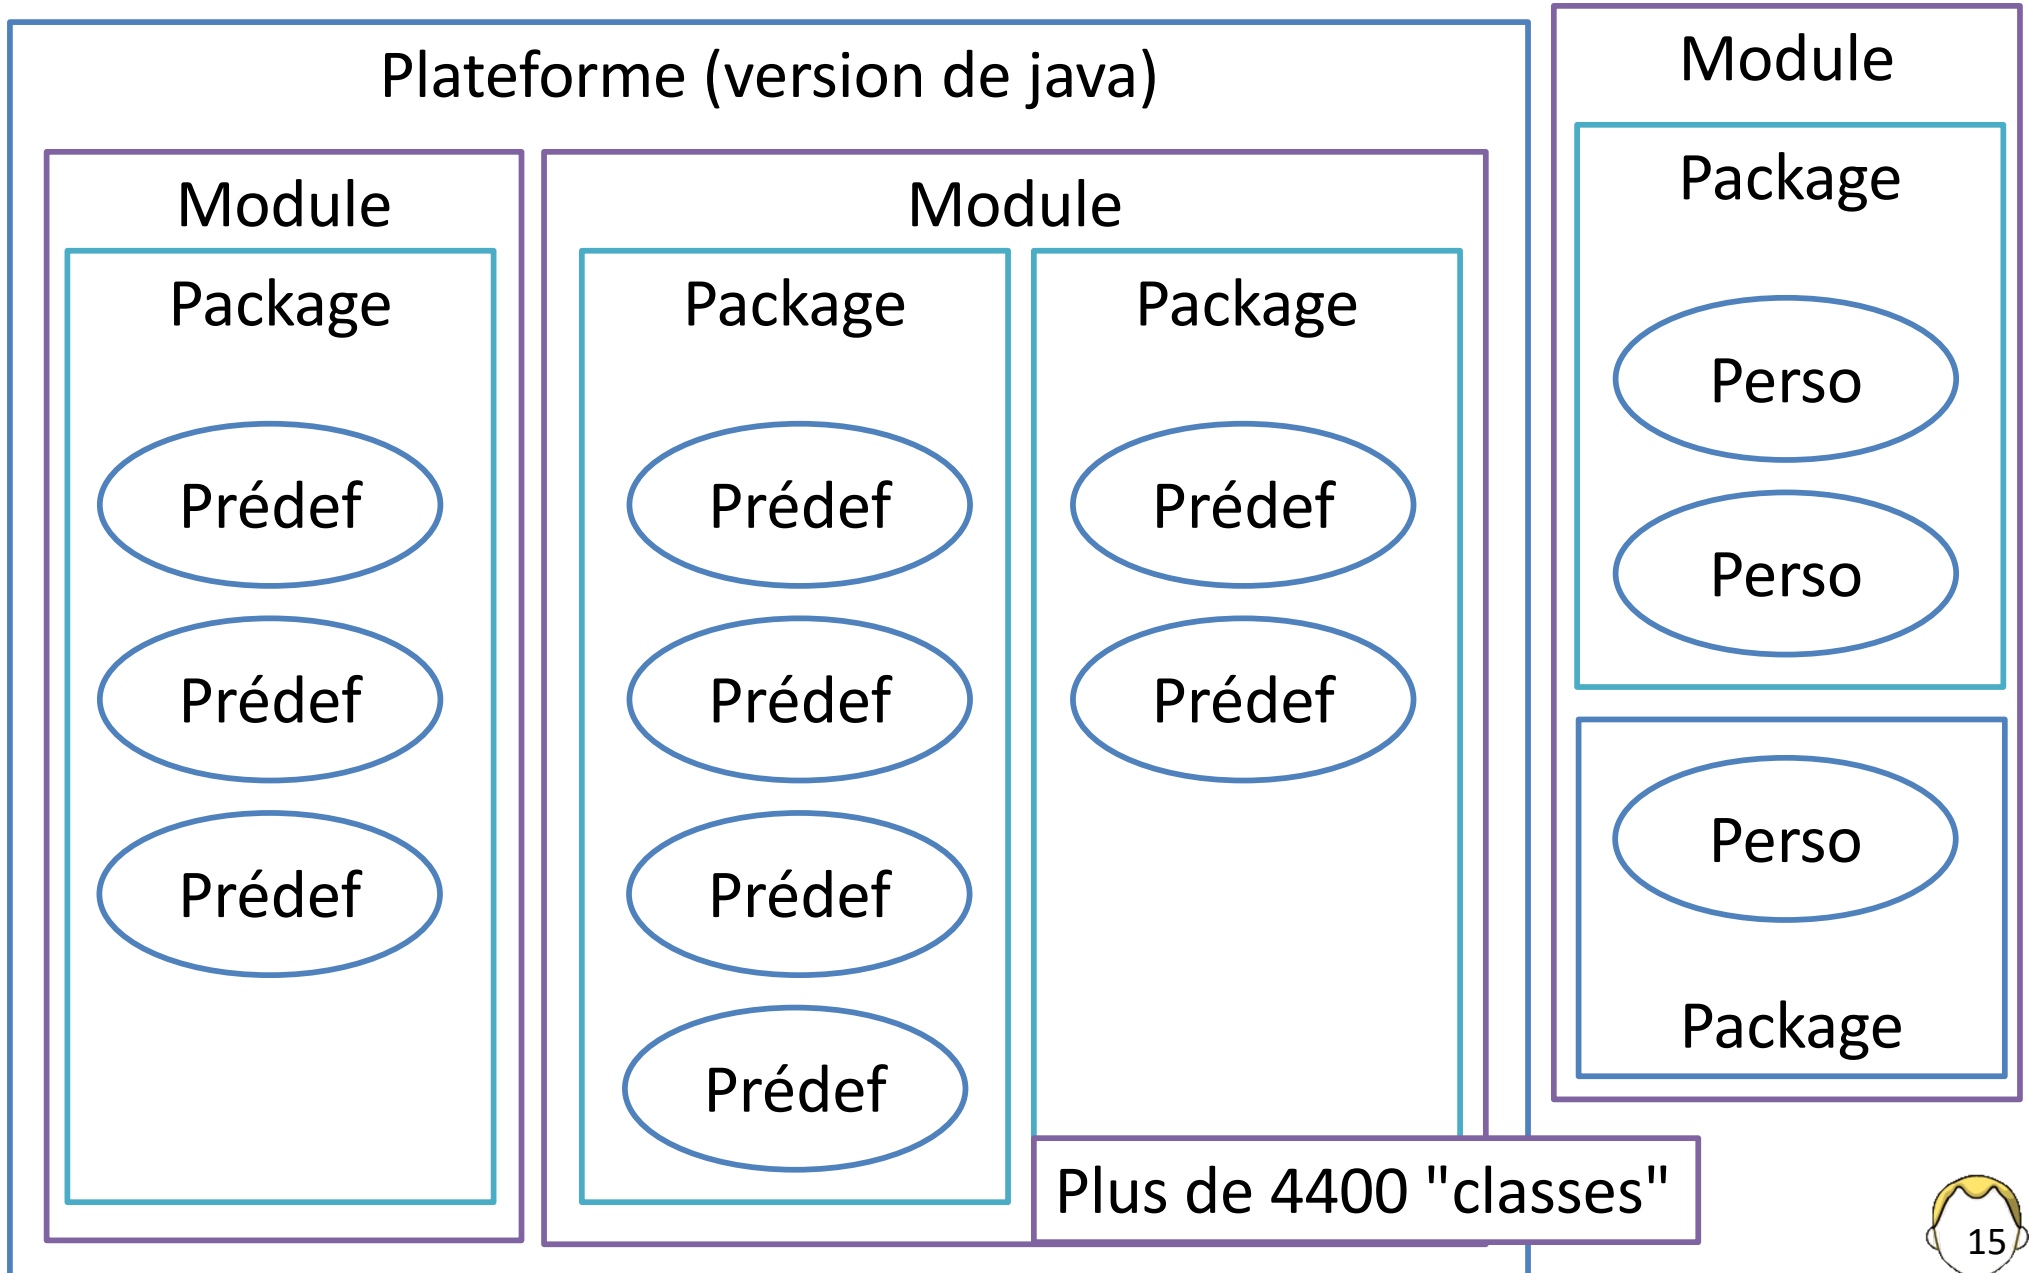 Plateforme (version de java)
Module
Package
Prédef
Prédef
Prédef
Module
Package
Prédef
Prédef
Prédef
Prédef
Package
Prédef
Prédef
Plus de 4400 "classes"
Module
Package
Perso
Perso
Perso
Package
15